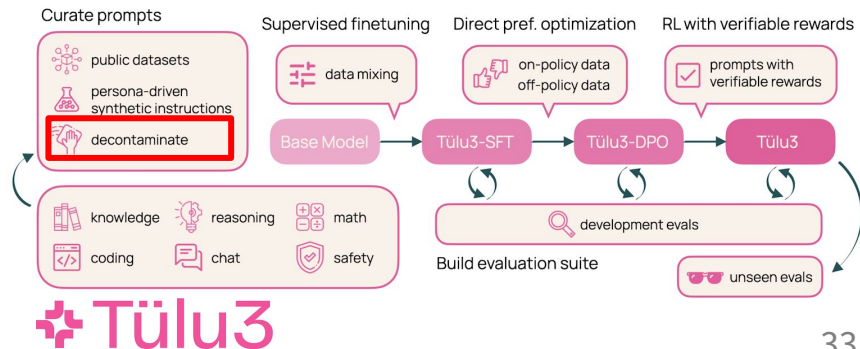 Curate prompts
public datasets
persona-driven
synthetic instructions
decontaminate
Supervised finetuning
data mixing
Direct pref. optimization
on-policy data
off-policy data
RL with verifiable rewards
prompts with
verifiable rewards
Base Model
Tülu3-SFT
Tülu3-DPO
Tülu3
knowledge
reasoning
math
coding
chat
safety
development evals
Build evaluation suite
unseen evals
Tülu3
33